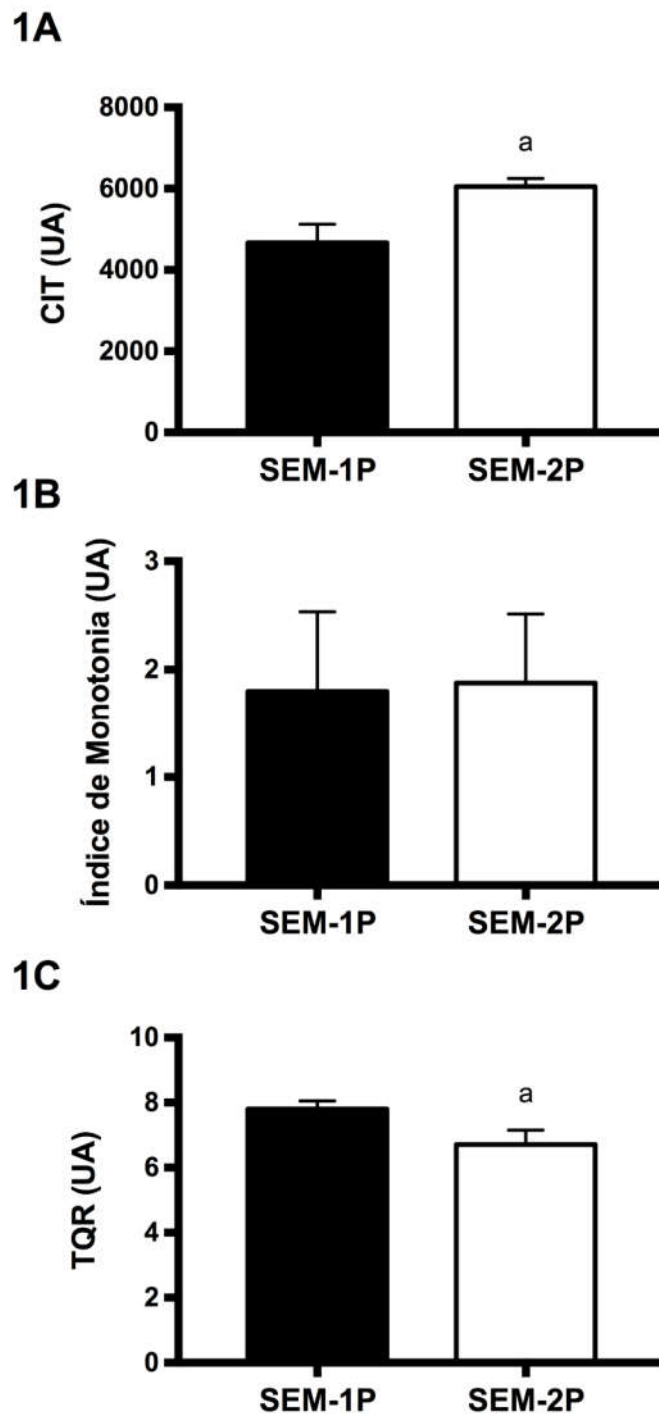 1A
CIT (UA)
8000
6000
4000
2000
0
a
SEM-1P
SEM-2P
1B
Índice de Monotonia (UA)
3
2
1
0
SEM-1P
SEM-2P
1C
TQR (UA)
10
8
6
4
2
0
a
SEM-1P
SEM-2P